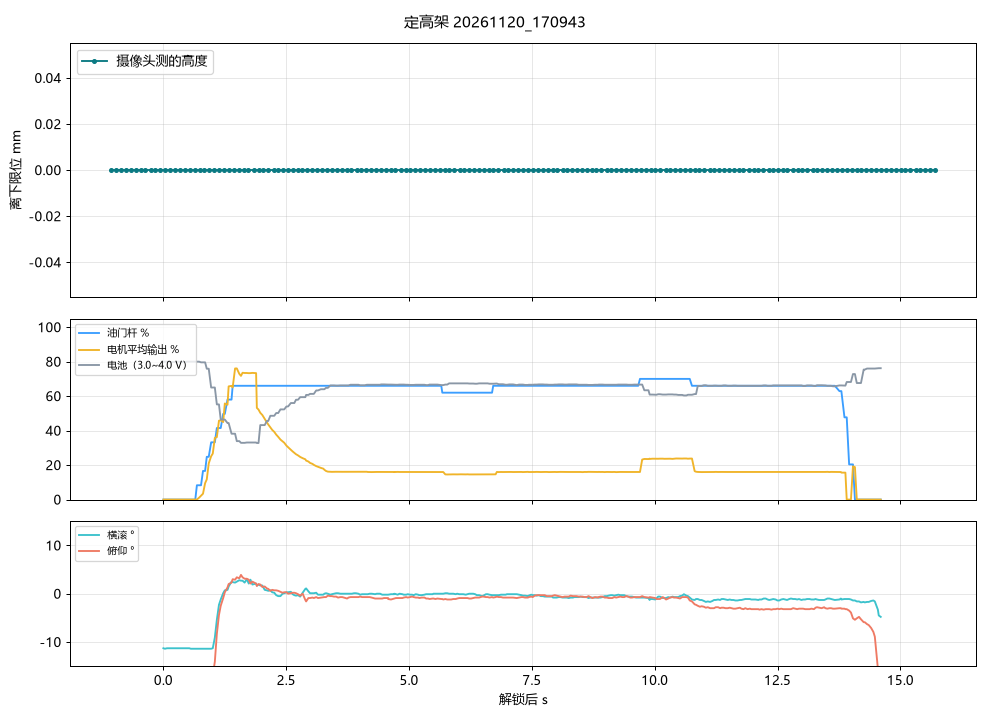 定高架 20261120_170943
摄像头测的高度
离下限位 mm
0.04
0.02
0.00
-0.02
-0.04
油门杆 %
电机平均输出 %
电池（3.0~4.0 V）
100
80
60
40
20
0
横滚 °
俯仰 °
10
0
-10
0.0 2.5 5.0 7.5 10.0 12.5 15.0
解锁后 s